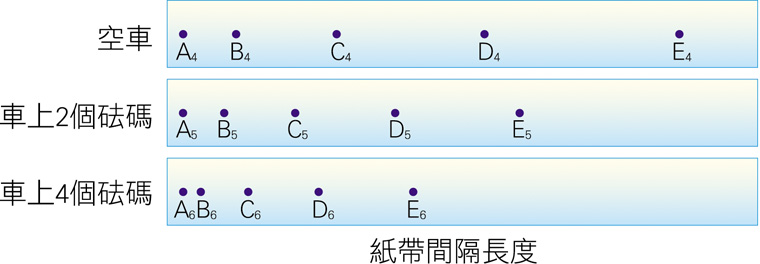 空車
A₄ B₄ C₄ D₄ E₄
車上2個砝碼
A₅ B₅ C₅ D₅ E₅
車上4個砝碼
A₆ B₆ C₆ D₆ E₆
紙帶間隔長度